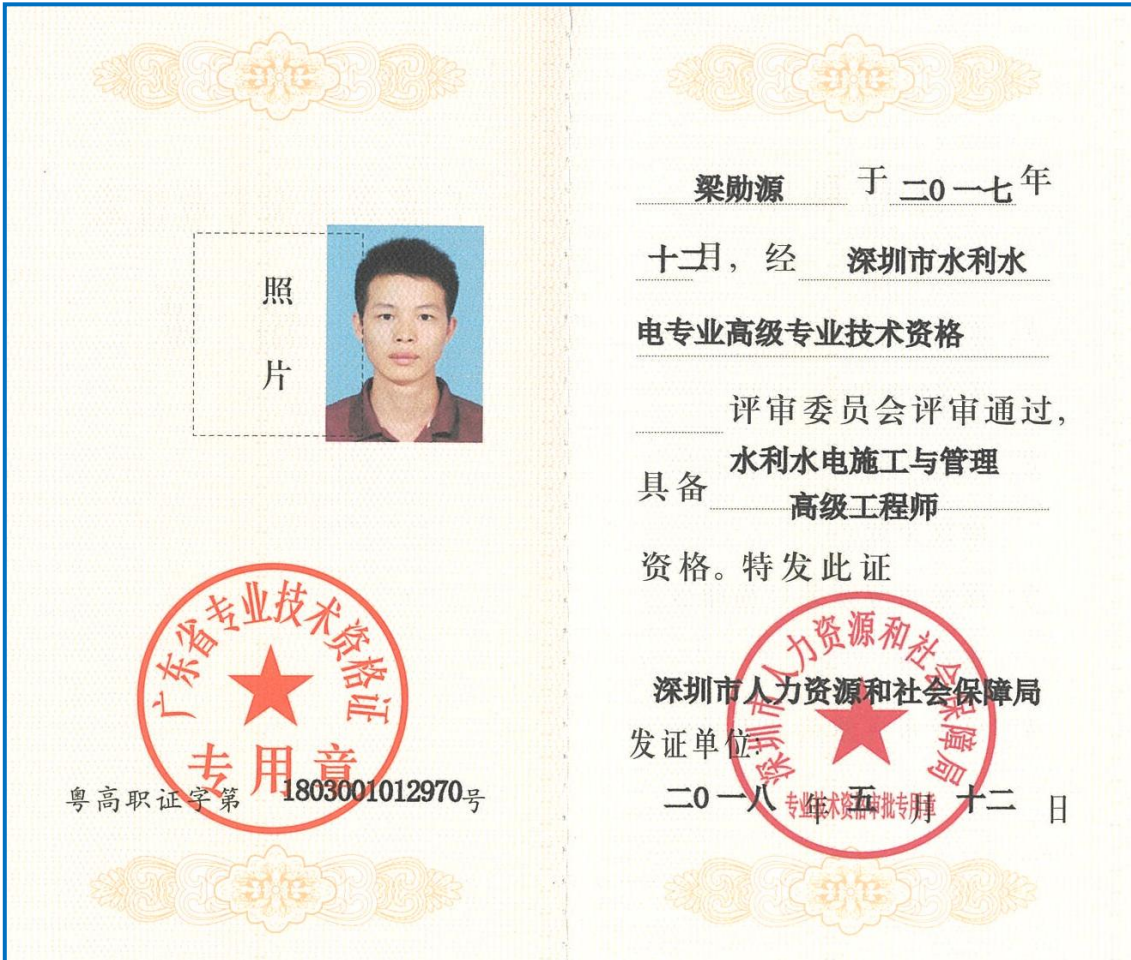 照
片
广东省专业技术资格证
专用章
粤高职证字第 1803001012970号
梁勋源 于 二0一七年
十二月，经 深圳市水利水
电专业高级专业技术资格
评审委员会评审通过，
水利水电施工与管理
具备
高级工程师
资格。特发此证
深圳市人力资源和社会保障局
深圳市人力资源和社会保障局
发证单位:
专业技术资格审批专用章
二0一八 年 五 月 十二 日